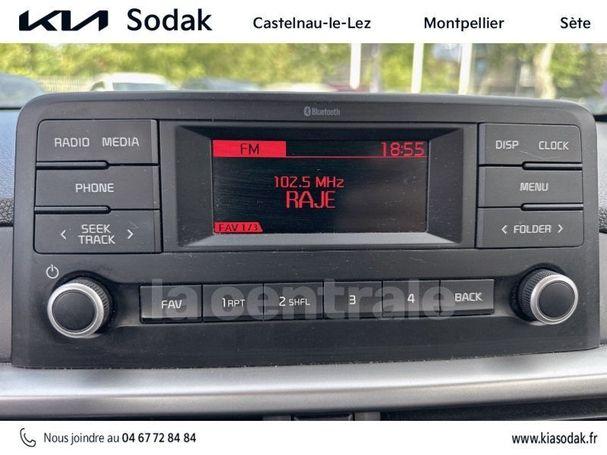 KIA Sodak Castelnau-le-Lez Montpellier Sète
Bluetooth
RADIO MEDIA
FM 18:55
DISP CLOCK
PHONE
102.5 MHz
RAJE
MENU
< SEEK TRACK >
FAV 1/3
< FOLDER >
la centrale
FAV 1 RPT 2 SHFL 3 4 BACK
Nous joindre au 04 67 72 84 84 www.kiasodak.fr